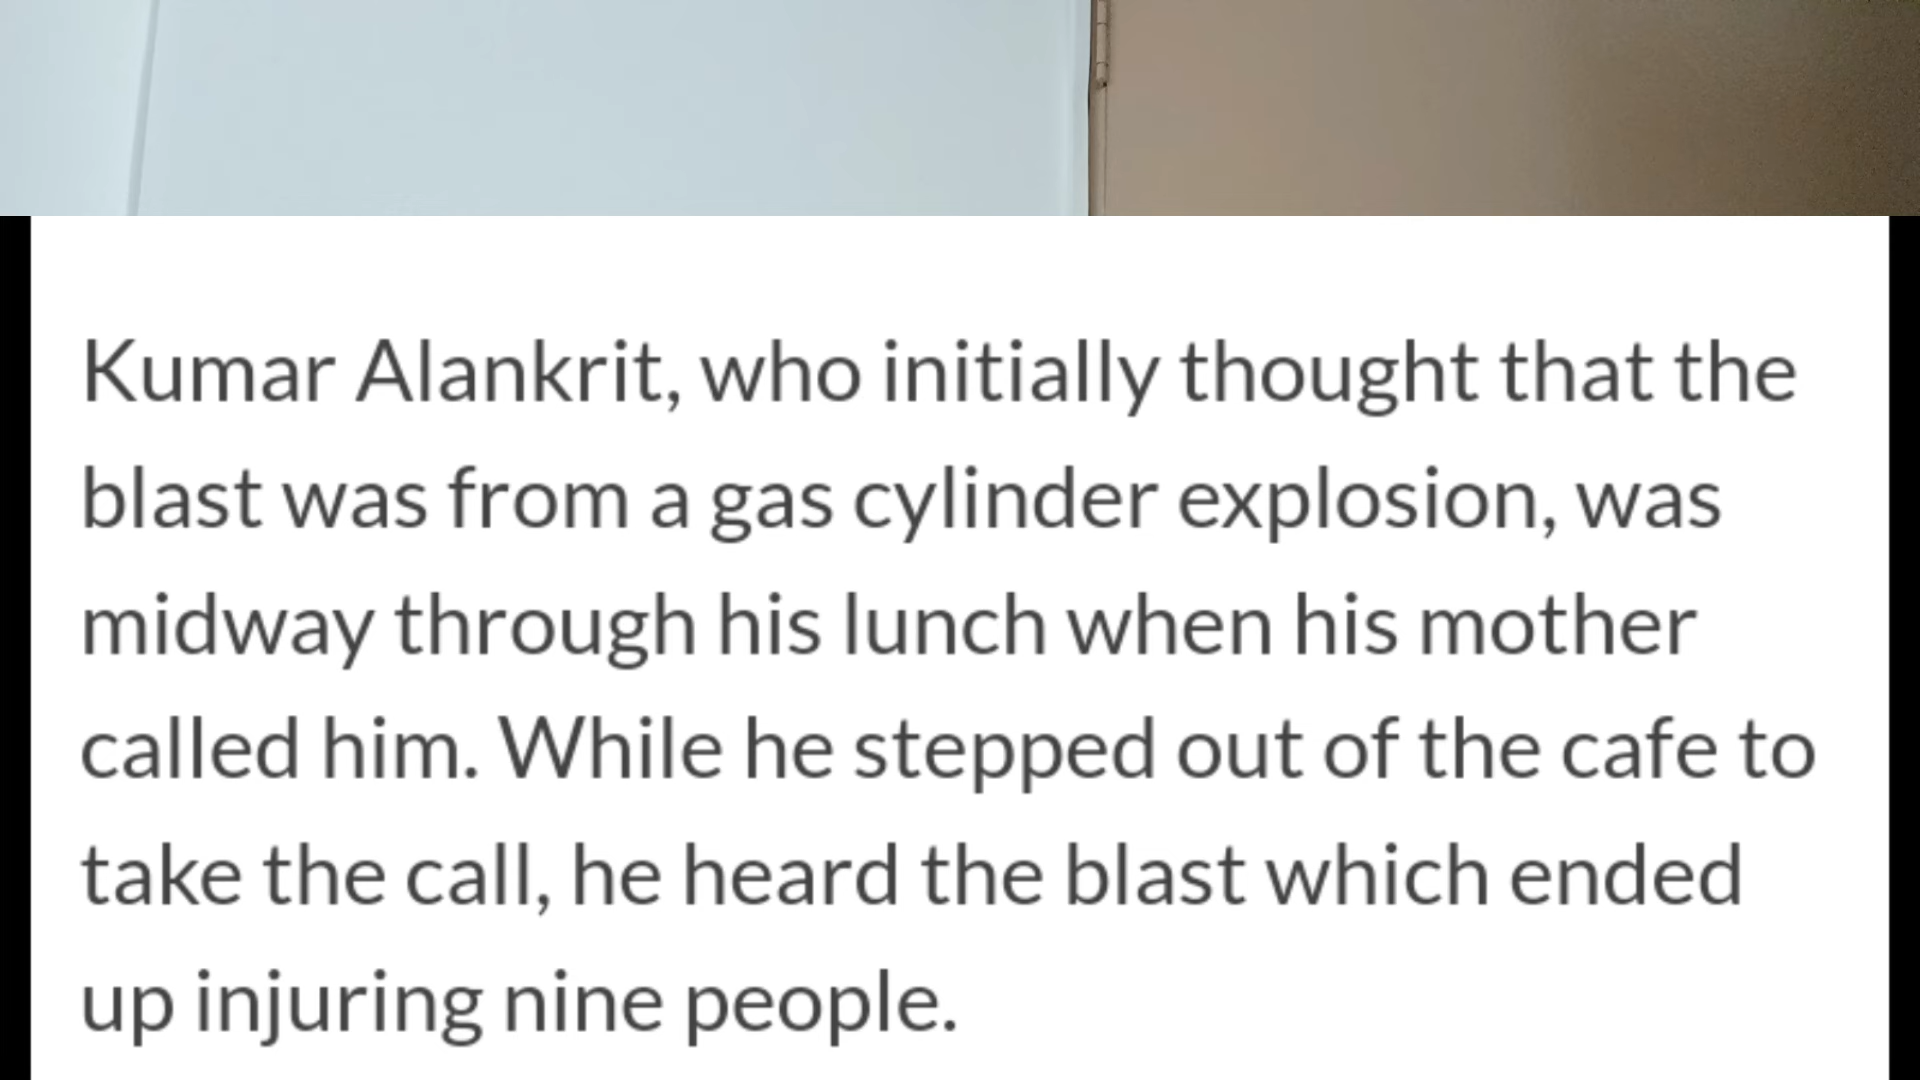 Kumar Alankrit, who initially thought that the
blast was from a gas cylinder explosion, was
midway through his lunch when his mother
called him. While he stepped out of the cafe to
take the call, he heard the blast which ended
up injuring nine people.